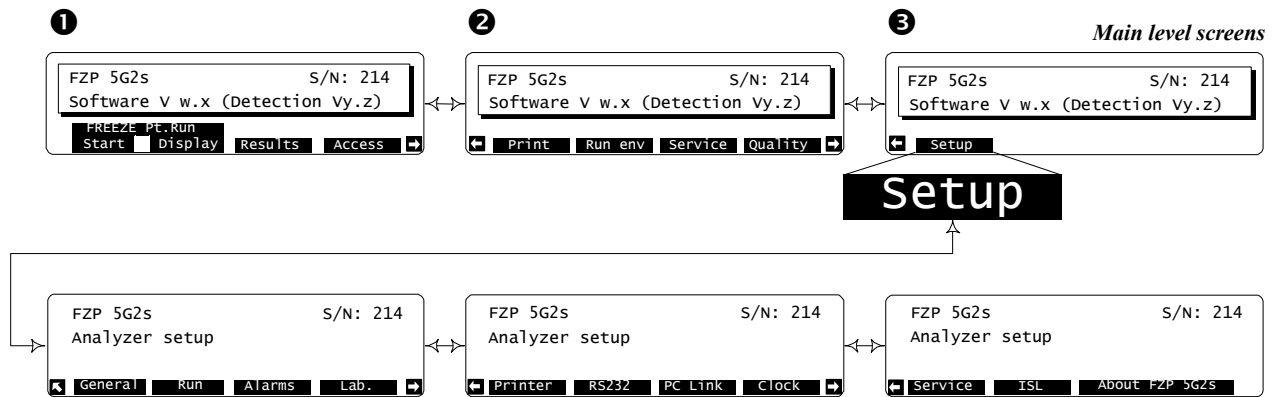 ❶ ❷ ❸
Main level screens
FZP 5G2s S/N: 214
Software V w.x (Detection Vy.z)
FREEZE Pt.Run
Start Display Results Access
FZP 5G2s S/N: 214
Software V w.x (Detection Vy.z)
Print Run env Service Quality
FZP 5G2s S/N: 214
Software V w.x (Detection Vy.z)
Setup
Setup
FZP 5G2s S/N: 214
Analyzer setup
General Run Alarms Lab.
FZP 5G2s S/N: 214
Analyzer setup
Printer RS232 PC Link Clock
FZP 5G2s S/N: 214
Analyzer setup
Service ISL About FZP 5G2s